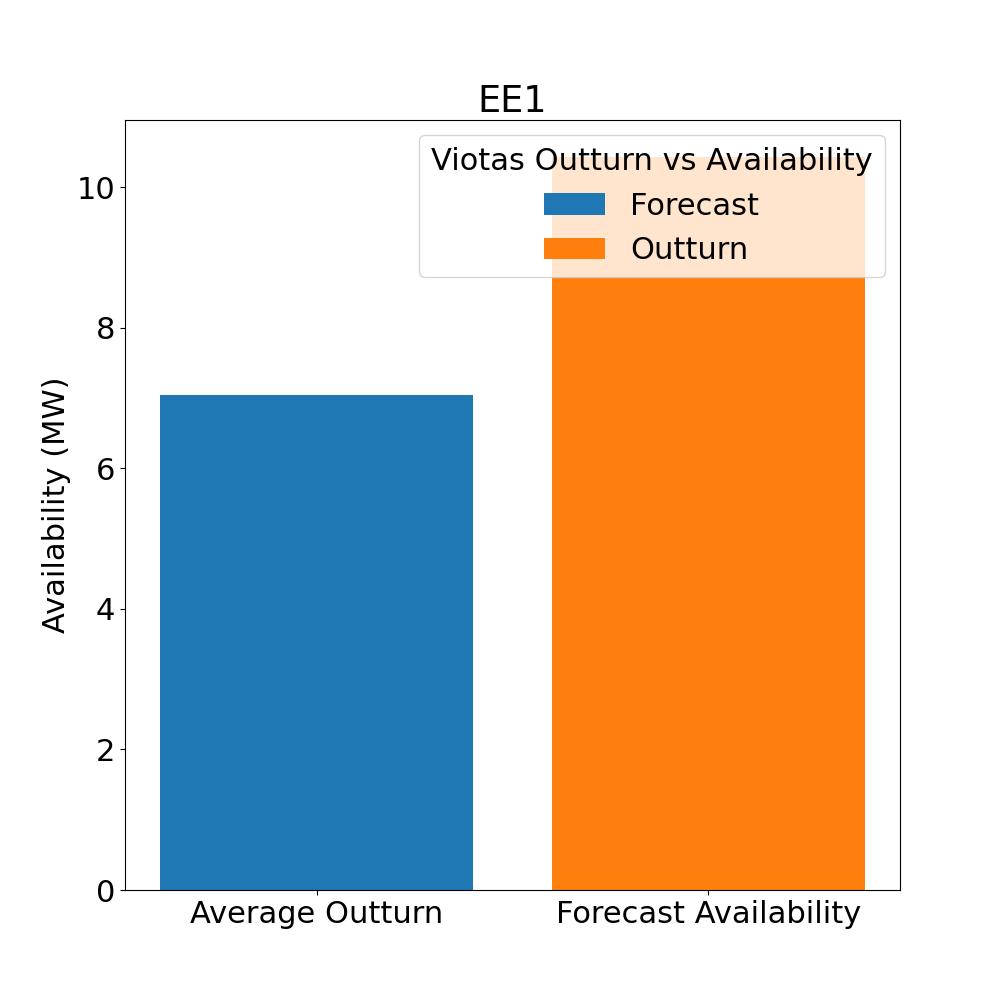 EE1
Viotas Outturn vs Availability
Forecast
Outturn
Availability (MW)
10
8
6
4
2
0
Average Outturn
Forecast Availability